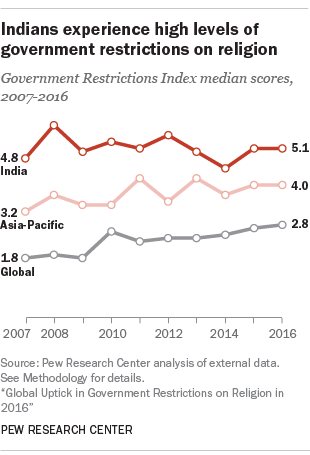 Indians experience high levels of
government restrictions on religion
Government Restrictions Index median scores,
2007-2016
4.8
India
5.1
3.2
Asia-Pacific
4.0
1.8
Global
2.8
2007 2008 2010 2012 2014 2016
Source: Pew Research Center analysis of external data.
See Methodology for details.
“Global Uptick in Government Restrictions on Religion in
2016”
PEW RESEARCH CENTER